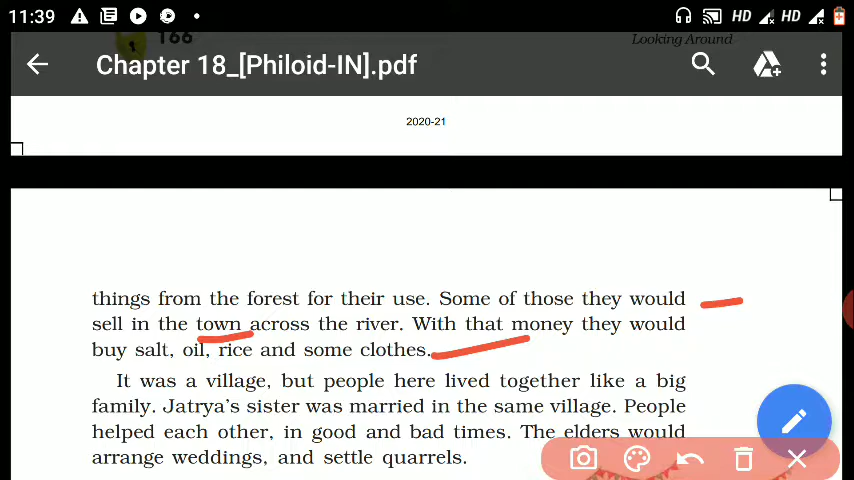 11:39
HD HD
166
Looking Around
Chapter 18_[Philoid-IN].pdf
2020-21
things from the forest for their use. Some of those they would
sell in the town across the river. With that money they would
buy salt, oil, rice and some clothes.
It was a village, but people here lived together like a big
family. Jatrya's sister was married in the same village. People
helped each other, in good and bad times. The elders would
arrange weddings, and settle quarrels.